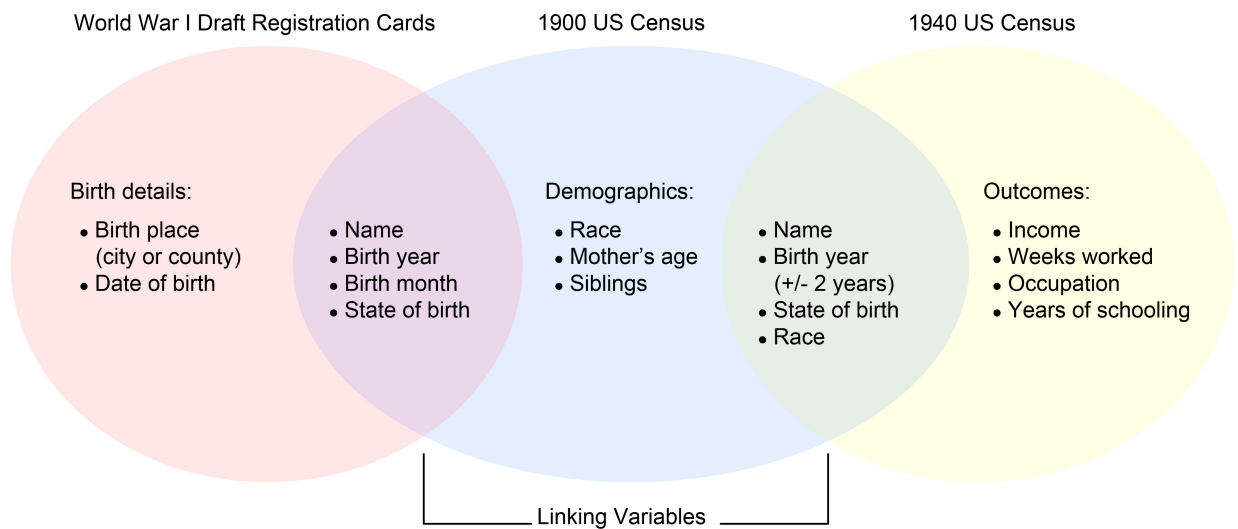 World War I Draft Registration Cards
1900 US Census
1940 US Census
Birth details:
• Birth place
(city or county)
• Date of birth
• Name
• Birth year
• Birth month
• State of birth
Demographics:
• Race
• Mother’s age
• Siblings
• Name
• Birth year
(+/- 2 years)
• State of birth
• Race
Outcomes:
• Income
• Weeks worked
• Occupation
• Years of schooling
Linking Variables